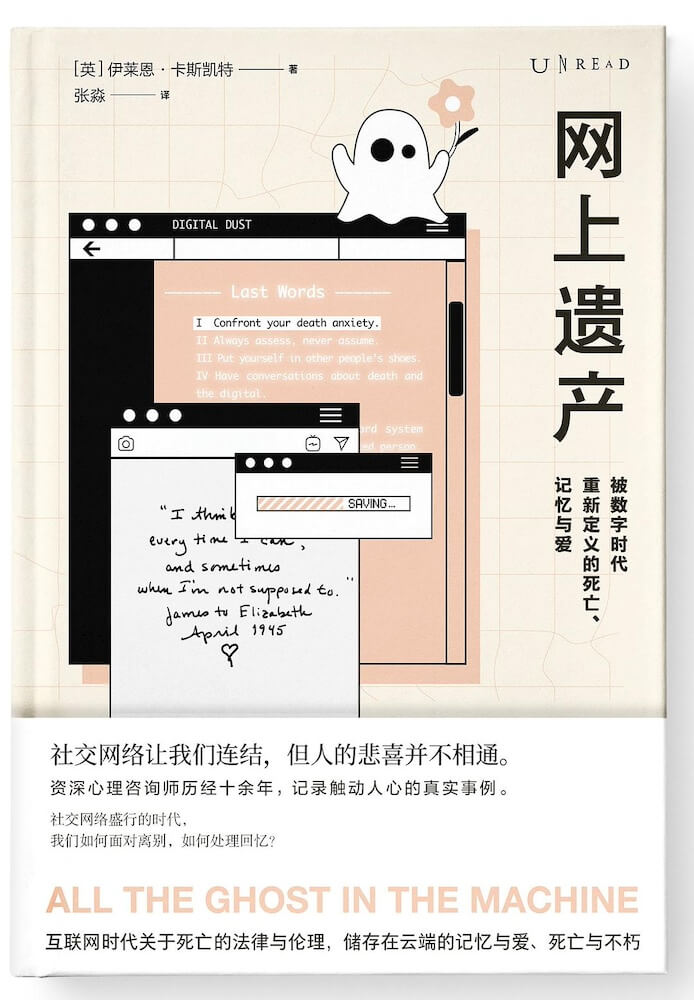 [英] 伊莱恩·卡斯凯特 —— 著
张淼 —— 译
UNREAD
网上遗产
被数字时代
重新定义的死亡、
记忆与爱
DIGITAL DUST
Last Words
I Confront your death anxiety.
II Always assess, never assume.
III Put yourself in other people's shoes.
IV Have conversations about death and
the digital.
system
person
SAVING…
"I think
every time I can,
and sometimes
when I'm not supposed to."
James to Elizabeth
April 1945
社交网络让我们连结，但人的悲喜并不相通。
资深心理咨询师历经十余年，记录触动人心的真实事例。
社交网络盛行的时代，
我们如何面对离别，如何处理回忆？
ALL THE GHOST IN THE MACHINE
互联网时代关于死亡的法律与伦理，储存在云端的记忆与爱、死亡与不朽